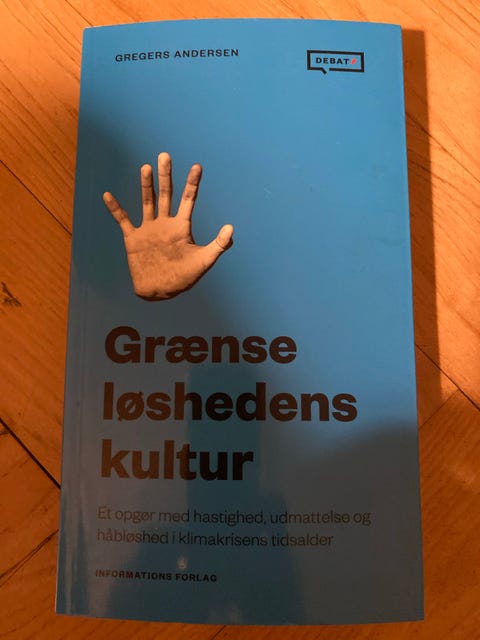 GREGERS ANDERSEN
DEBAT
Grænse
løshedens
kultur
Et opgør med hastighed, udmattelse og
håbløshed i klimakrisens tidsalder
INFORMATIONS FORLAG